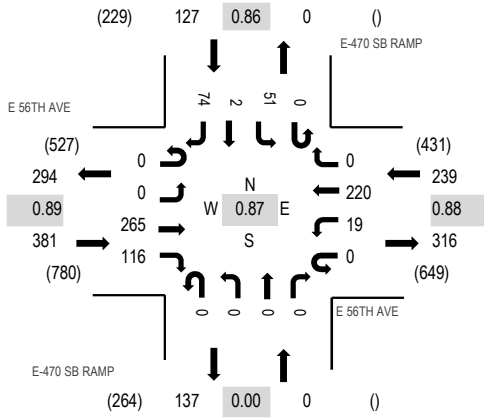 (229) 127 0.86 0 ()
E-470 SB RAMP
74 2 51 0
E 56TH AVE
(527) (431)
294 0 0 239
0 N 220
0.89 W 0.87 E 0.88
265 19
381 S 316
116 0
(780) (649)
0 0 0 0
E 56TH AVE
E-470 SB RAMP
(264) 137 0.00 0 ()